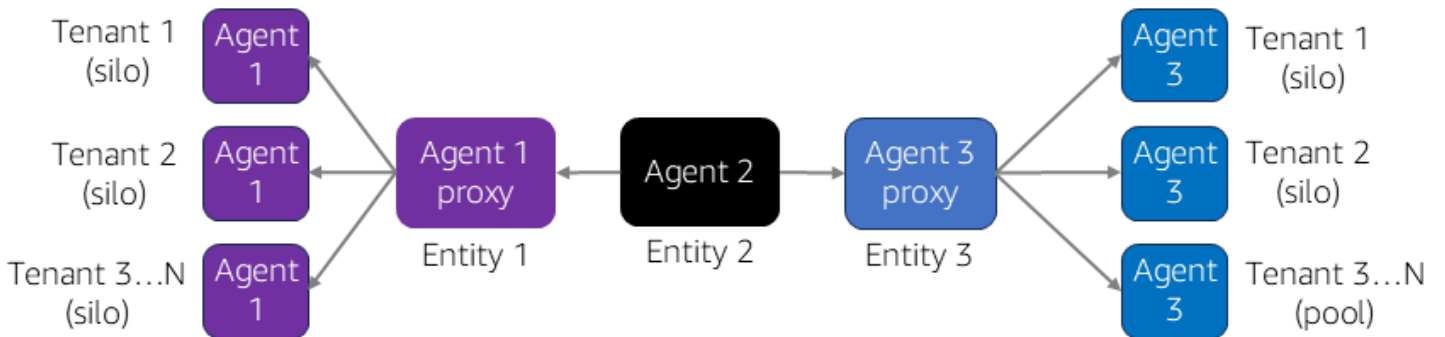 Tenant 1
(silo)
Agent
1
Tenant 2
(silo)
Agent
1
Tenant 3...N
(silo)
Agent
1
Agent 1
proxy
Entity 1
Agent 2
Entity 2
Agent 3
proxy
Entity 3
Agent
3
Tenant 1
(silo)
Agent
3
Tenant 2
(silo)
Agent
3
Tenant 3...N
(pool)